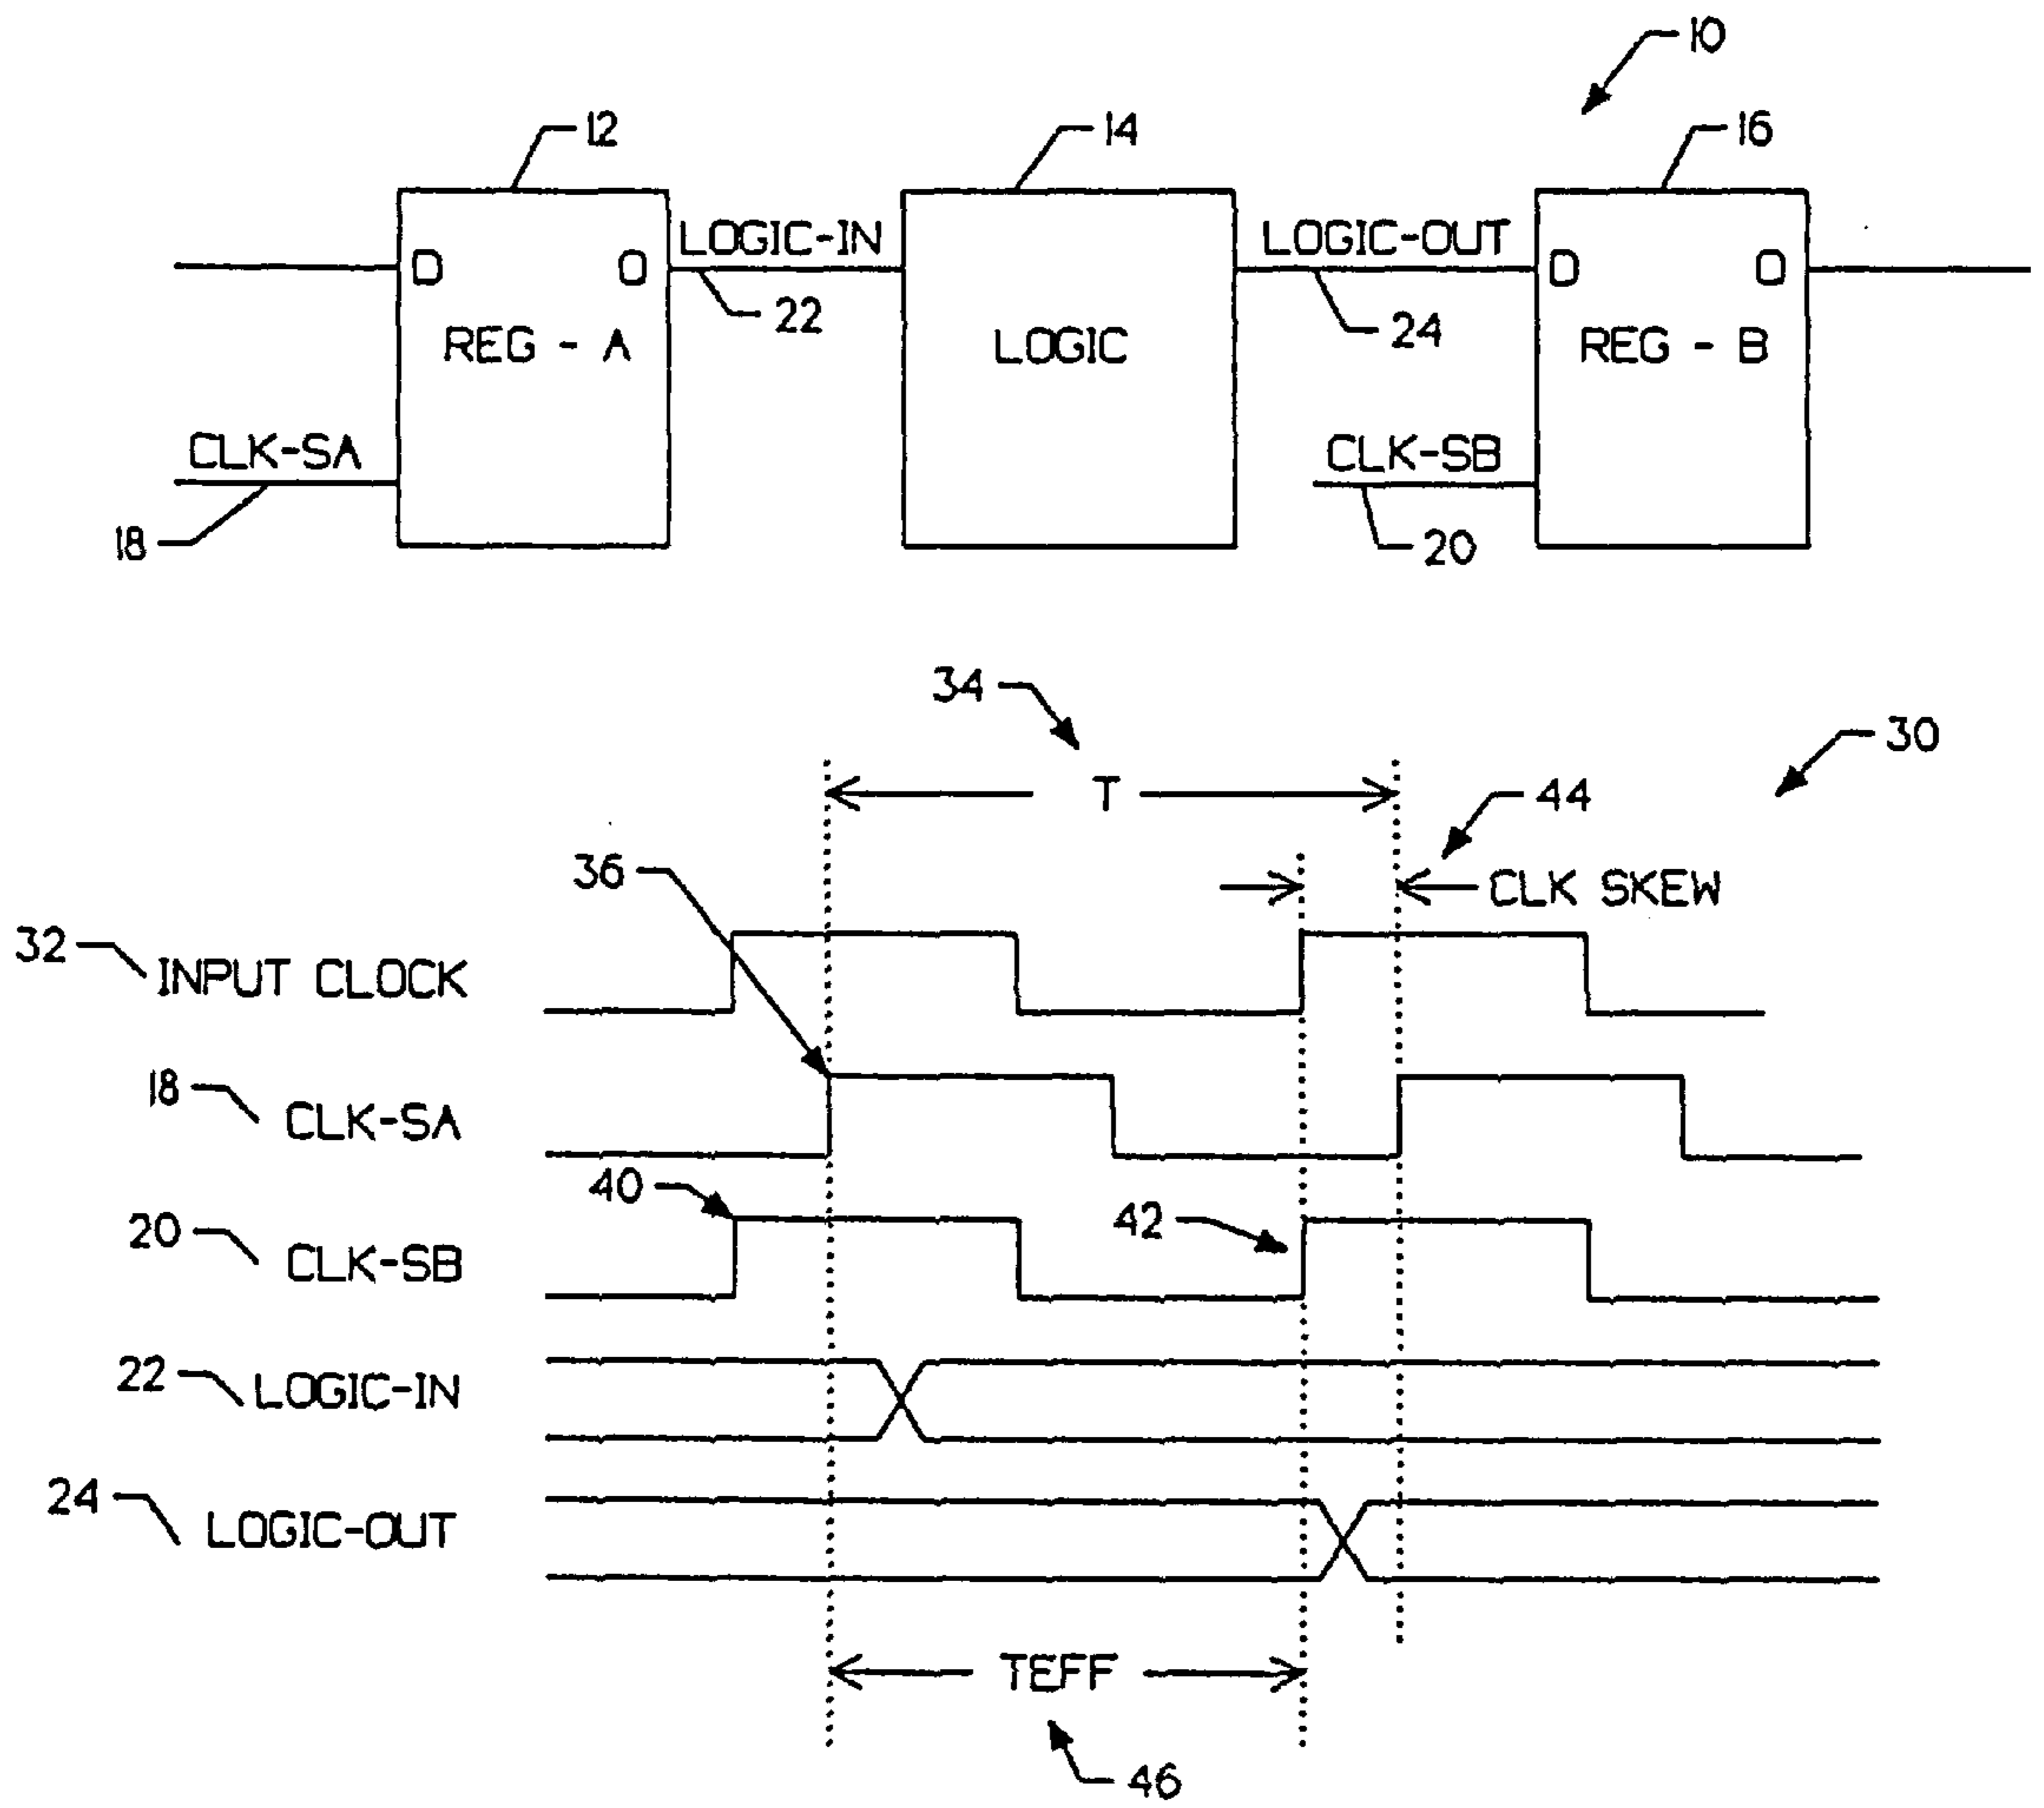 10
12
14
16
LOGIC-IN
LOGIC-OUT
D O
D O
22
24
REG - A
LOGIC
REG - B
CLK-SA
CLK-SB
18
20
34
30
T
44
36
CLK SKEW
32
INPUT CLOCK
18
CLK-SA
40
42
20
CLK-SB
22
LOGIC-IN
24
LOGIC-OUT
TEFF
46